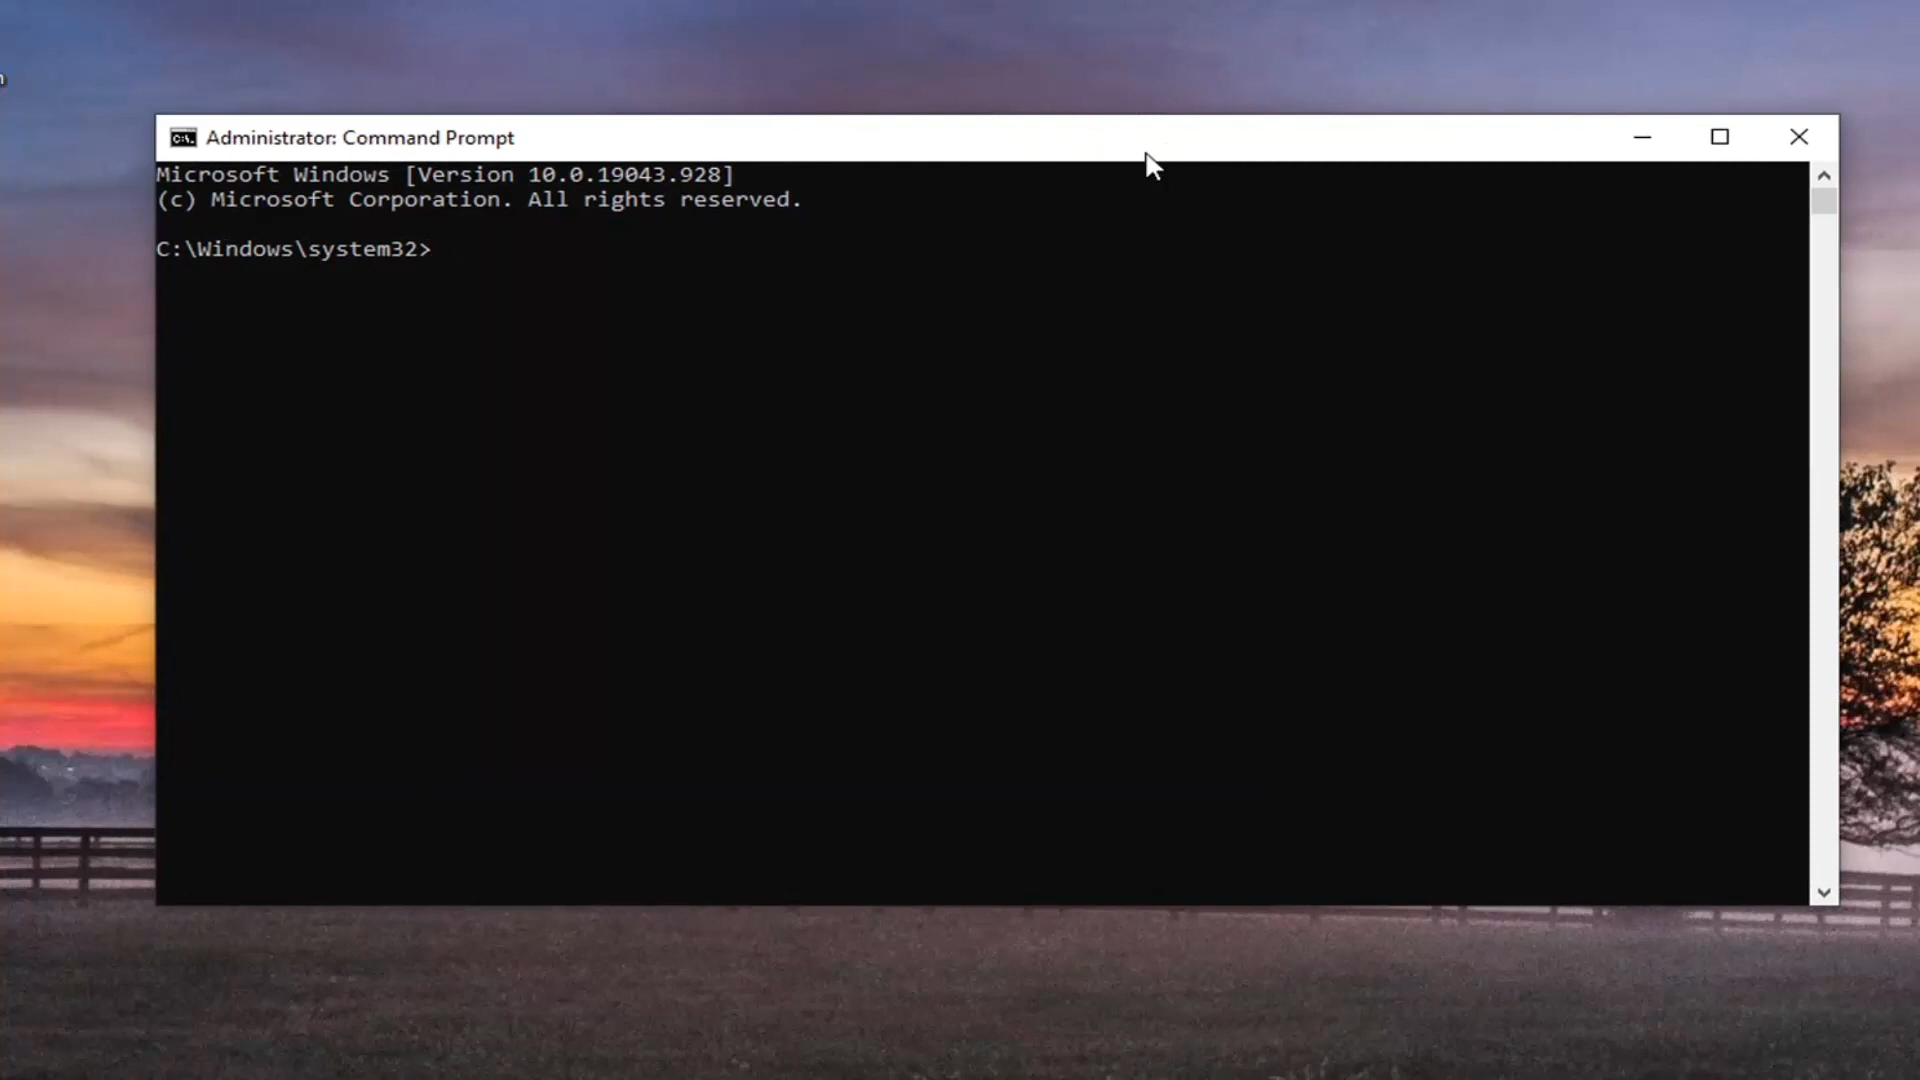 Administrator: Command Prompt
Microsoft Windows [Version 10.0.19043.928]
(c) Microsoft Corporation. All rights reserved.
C:\Windows\system32>